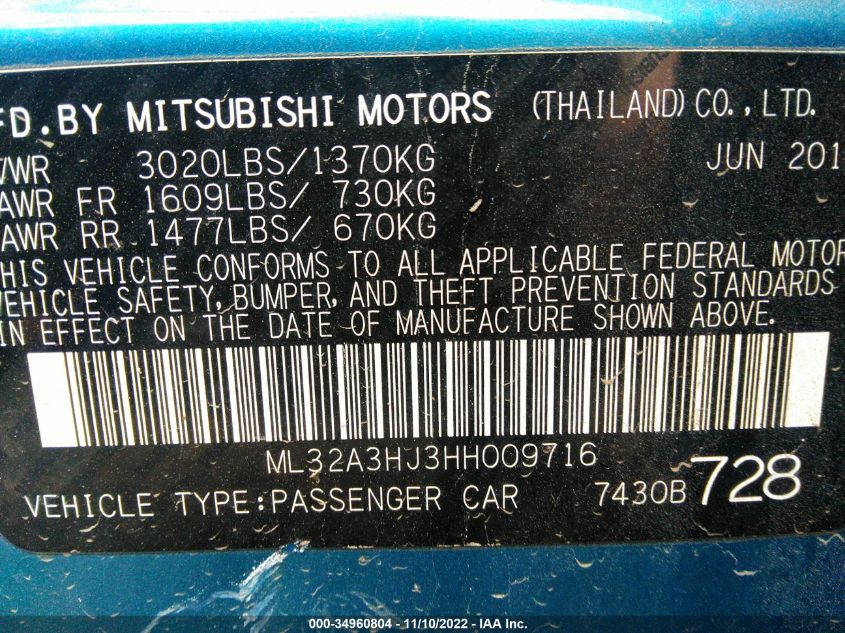 FD.BY MITSUBISHI MOTORS (THAILAND) CO., LTD.
VWR 3020LBS/1370KG JUN 201
AWR FR 1609LBS/ 730KG
AWR RR 1477LBS/ 670KG
HIS VEHICLE CONFORMS TO ALL APPLICABLE FEDERAL MOTOR
VEHICLE SAFETY, BUMPER, AND THEFT PREVENTION STANDARDS
IN EFFECT ON THE DATE OF MANUFACTURE SHOWN ABOVE.
ML32A3HJ3HH009716
VEHICLE TYPE:PASSENGER CAR 7430B 728
000-34960804 — 11/10/2022 — IAA Inc.